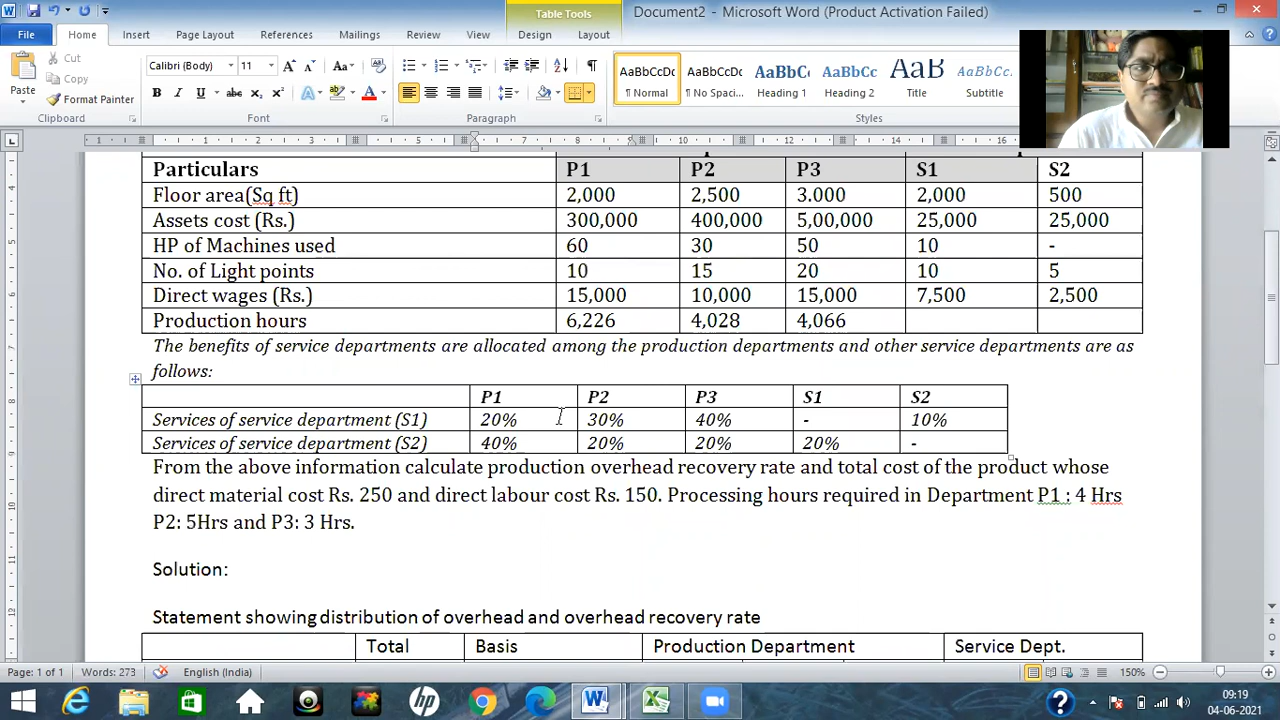 Table Tools
Document2 - Microsoft Word (Product Activation Failed)
File Home Insert Page Layout References Mailings Review View Design Layout
Paste
Cut
Copy
Format Painter
Clipboard
Calibri (Body) 11
Font
Paragraph
AaBbCcDc AaBbCcDc AaBbCc AaBbCc AaB AaBbCcDc
¶ Normal ¶ No Spaci... Heading 1 Heading 2 Title Subtitle
Styles
Particulars P1 P2 P3 S1 S2
Floor area(Sq ft) 2,000 2,500 3.000 2,000 500
Assets cost (Rs.) 300,000 400,000 5,00,000 25,000 25,000
HP of Machines used 60 30 50 10 -
No. of Light points 10 15 20 10 5
Direct wages (Rs.) 15,000 10,000 15,000 7,500 2,500
Production hours 6,226 4,028 4,066
The benefits of service departments are allocated among the production departments and other service departments are as
follows:
P1 P2 P3 S1 S2
Services of service department (S1) 20% 30% 40% - 10%
Services of service department (S2) 40% 20% 20% 20% -
From the above information calculate production overhead recovery rate and total cost of the product whose
direct material cost Rs. 250 and direct labour cost Rs. 150. Processing hours required in Department P1 : 4 Hrs
P2: 5Hrs and P3: 3 Hrs.
Solution:
Statement showing distribution of overhead and overhead recovery rate
Total Basis Production Department Service Dept.
Page: 1 of 1 Words: 273 English (India) 150%
09:19
04-06-2021